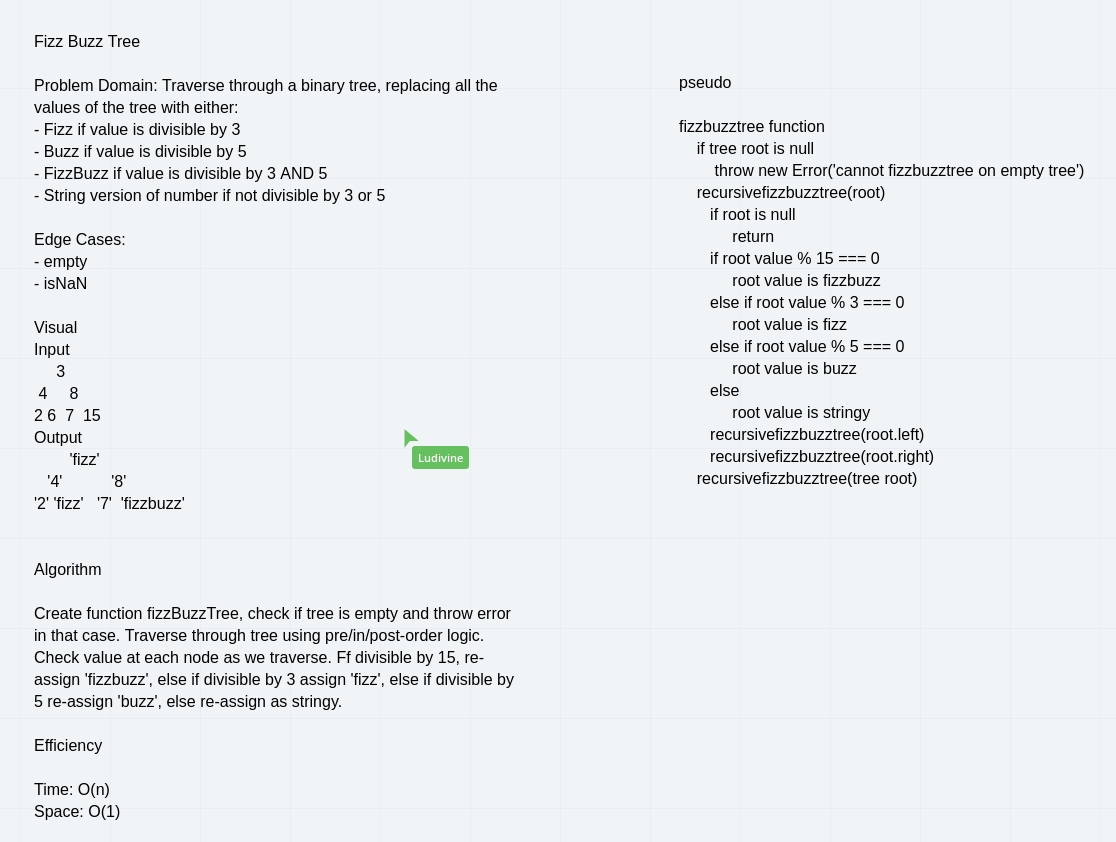 Fizz Buzz Tree
Problem Domain: Traverse through a binary tree, replacing all the
values of the tree with either:
- Fizz if value is divisible by 3
- Buzz if value is divisible by 5
- FizzBuzz if value is divisible by 3 AND 5
- String version of number if not divisible by 3 or 5
Edge Cases:
- empty
- isNaN
Visual
Input
3
4 8
2 6 7 15
Output
'fizz'
'4' '8'
'2' 'fizz' '7' 'fizzbuzz'
Algorithm
Create function fizzBuzzTree, check if tree is empty and throw error
in that case. Traverse through tree using pre/in/post-order logic.
Check value at each node as we traverse. Ff divisible by 15, re-
assign 'fizzbuzz', else if divisible by 3 assign 'fizz', else if divisible by
5 re-assign 'buzz', else re-assign as stringy.
Efficiency
Time: O(n)
Space: O(1)
Ludivine
pseudo
fizzbuzztree function
if tree root is null
throw new Error('cannot fizzbuzztree on empty tree')
recursivefizzbuzztree(root)
if root is null
return
if root value % 15 === 0
root value is fizzbuzz
else if root value % 3 === 0
root value is fizz
else if root value % 5 === 0
root value is buzz
else
root value is stringy
recursivefizzbuzztree(root.left)
recursivefizzbuzztree(root.right)
recursivefizzbuzztree(tree root)